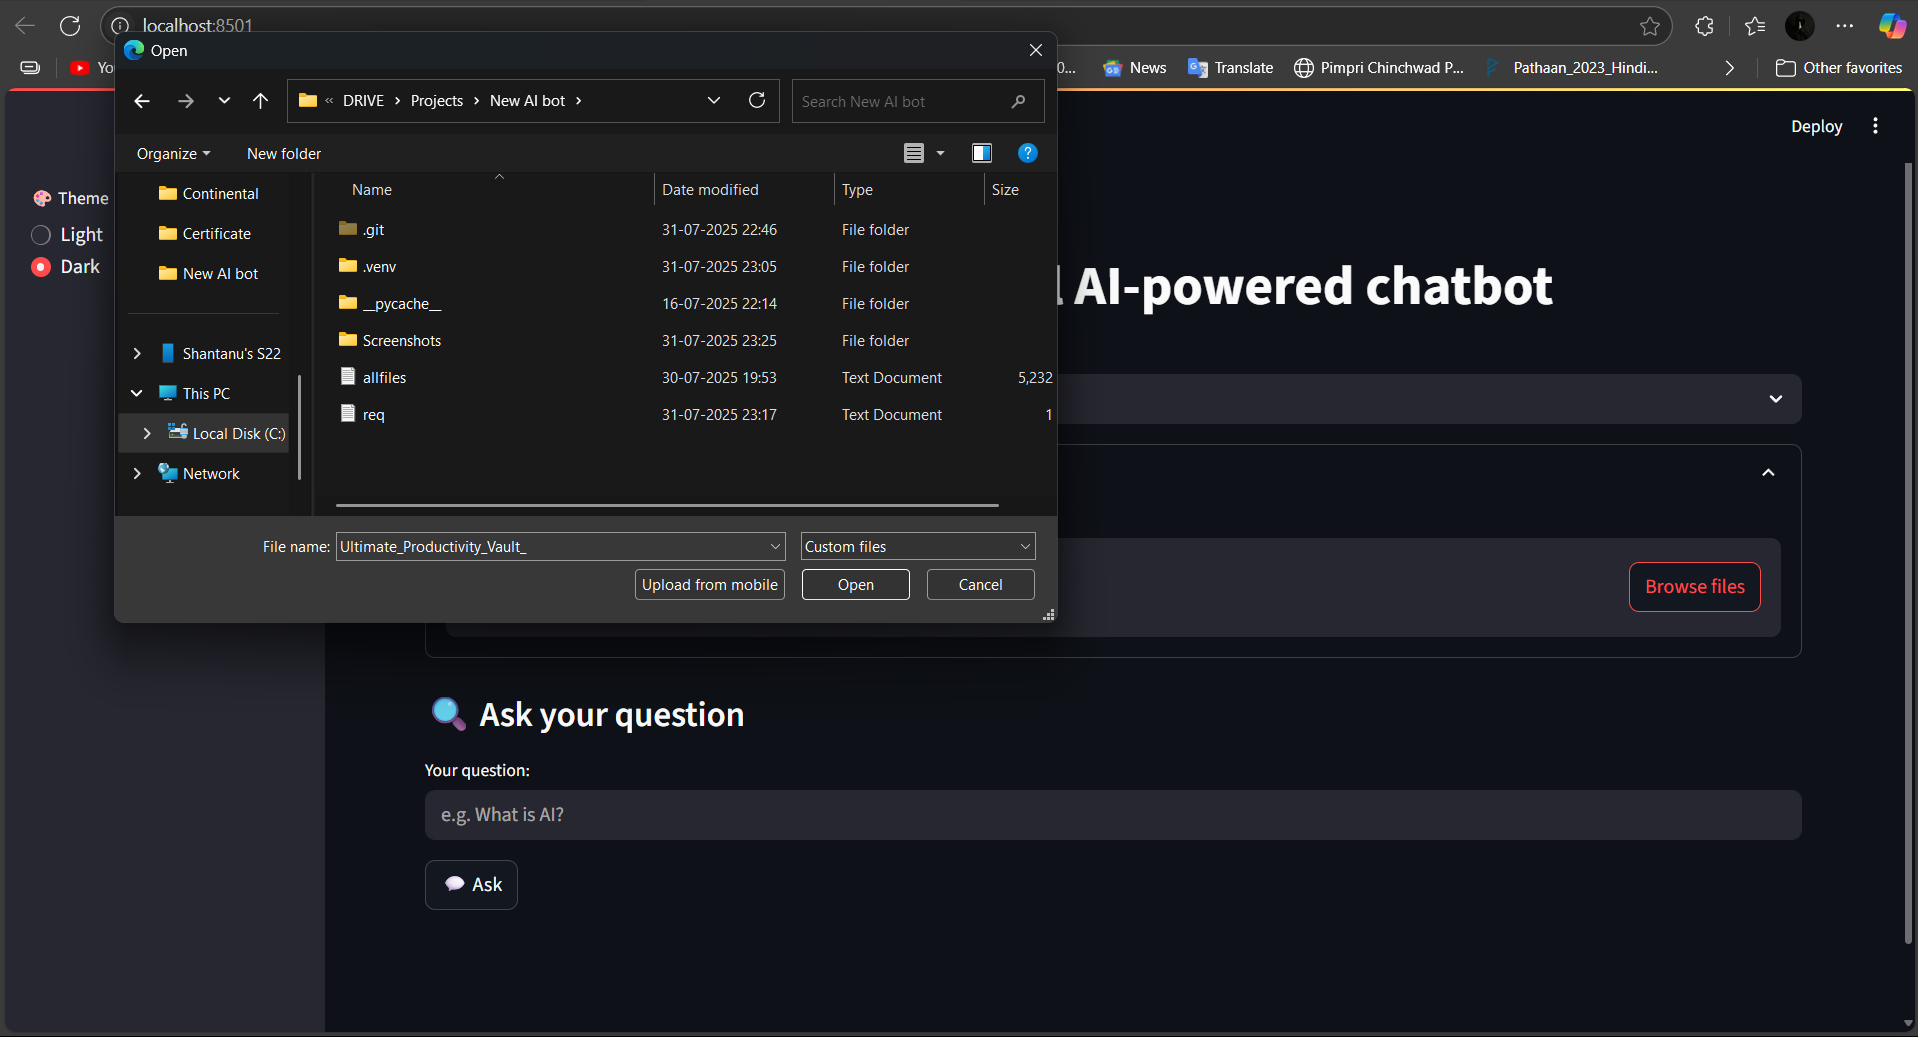 localhost:8501
Open
You
0...
News
Translate
Pimpri Chinchwad P...
Pathaan_2023_Hindi...
Other favorites
« DRIVE › Projects › New AI bot ›
Search New AI bot
Organize
New folder
Deploy
Theme
Light
Dark
Continental
Certificate
New AI bot
Shantanu's S22
This PC
Local Disk (C:)
Network
Name Date modified Type Size
.git 31-07-2025 22:46 File folder
.venv 31-07-2025 23:05 File folder
__pycache__ 16-07-2025 22:14 File folder
Screenshots 31-07-2025 23:25 File folder
allfiles 30-07-2025 19:53 Text Document 5,232
req 31-07-2025 23:17 Text Document 1
File name: Ultimate_Productivity_Vault_ Custom files
Upload from mobile Open Cancel
AI-powered chatbot
Browse files
Ask your question
Your question:
e.g. What is AI?
Ask